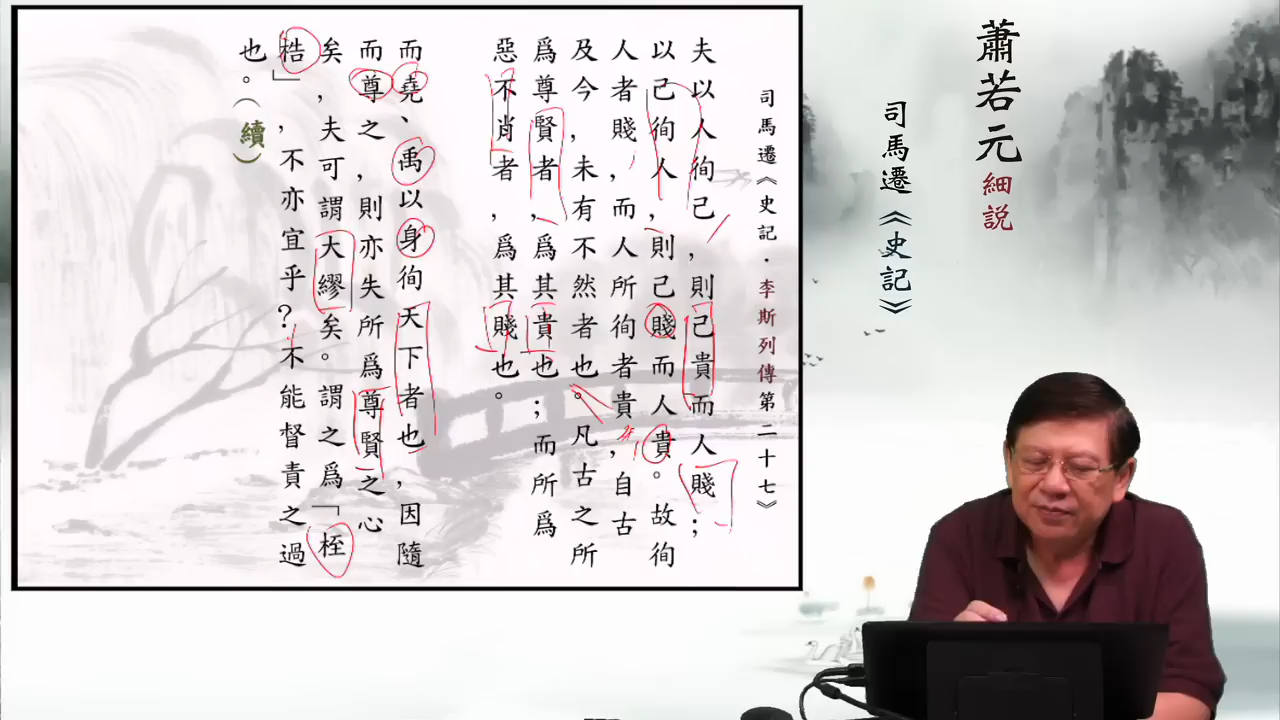 蕭若元細說
司馬遷《史記》
司馬遷《史記．李斯列傳第二十七》
夫以人徇己，則己貴而人賤；
以己徇人，則己賤而人貴。故徇
人者賤，而人所徇者貴，自古
及今，未有不然者也。凡古之所
爲尊賢者，爲其貴也；而所爲
惡不肖者，爲其賤也。
而堯、禹以身徇天下者也，因隨
而尊之，則亦失所爲尊賢之心
矣，夫可謂大繆矣。謂之爲「桎
梏」，不亦宜乎？不能督責之過
也。（續）